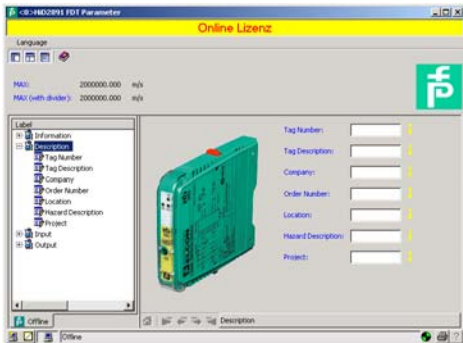 <0>HiD2891 FDT Parameter
Online Lizenz
Language
MAX: 2000000.000 m/s
MAX (with divider): 2000000.000 m/s
Label
Information
Description
Tag Number
Tag Description
Company
Order Number
Location
Hazard Description
Project
Input
Output
Tag Number:
Tag Description:
Company:
Order Number:
Location:
Hazard Description:
Project:
ELCON
Offline
Description
Offline